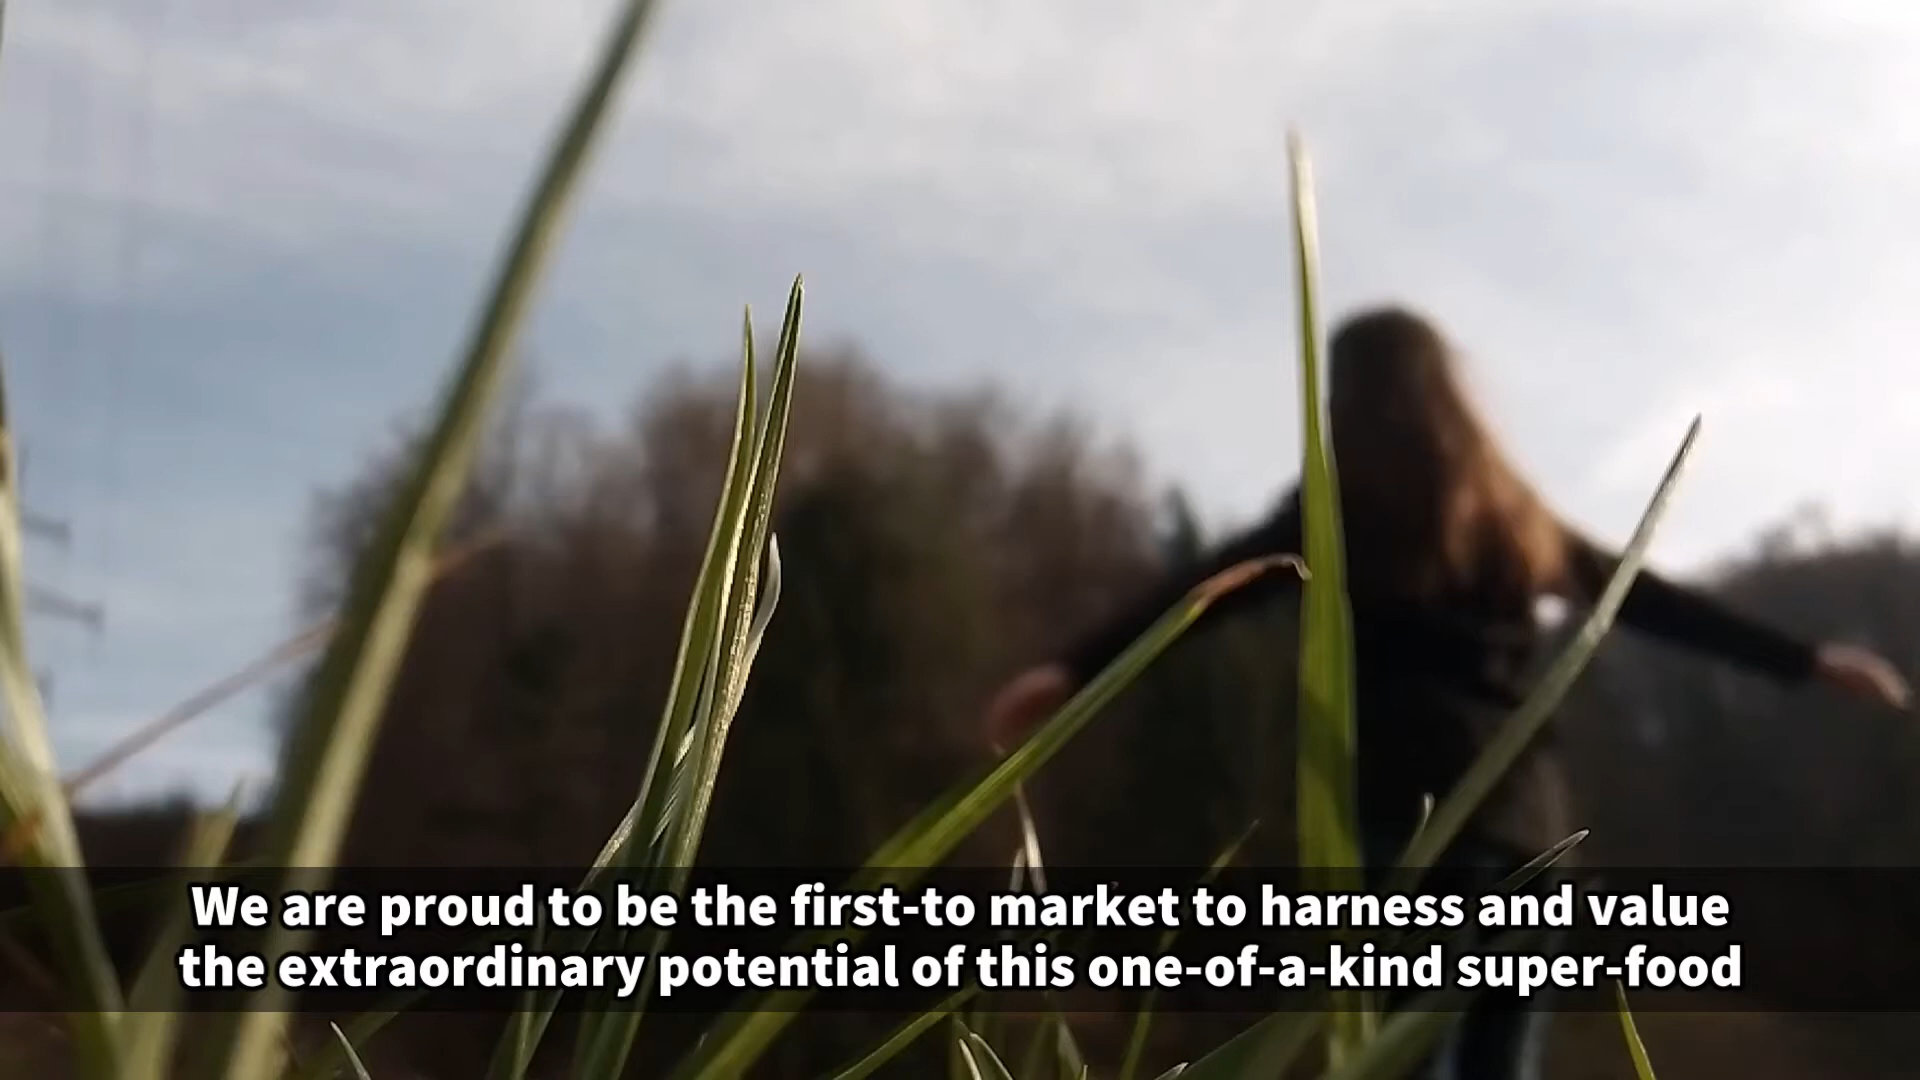 We are proud to be the first-to market to harness and value
the extraordinary potential of this one-of-a-kind super-food